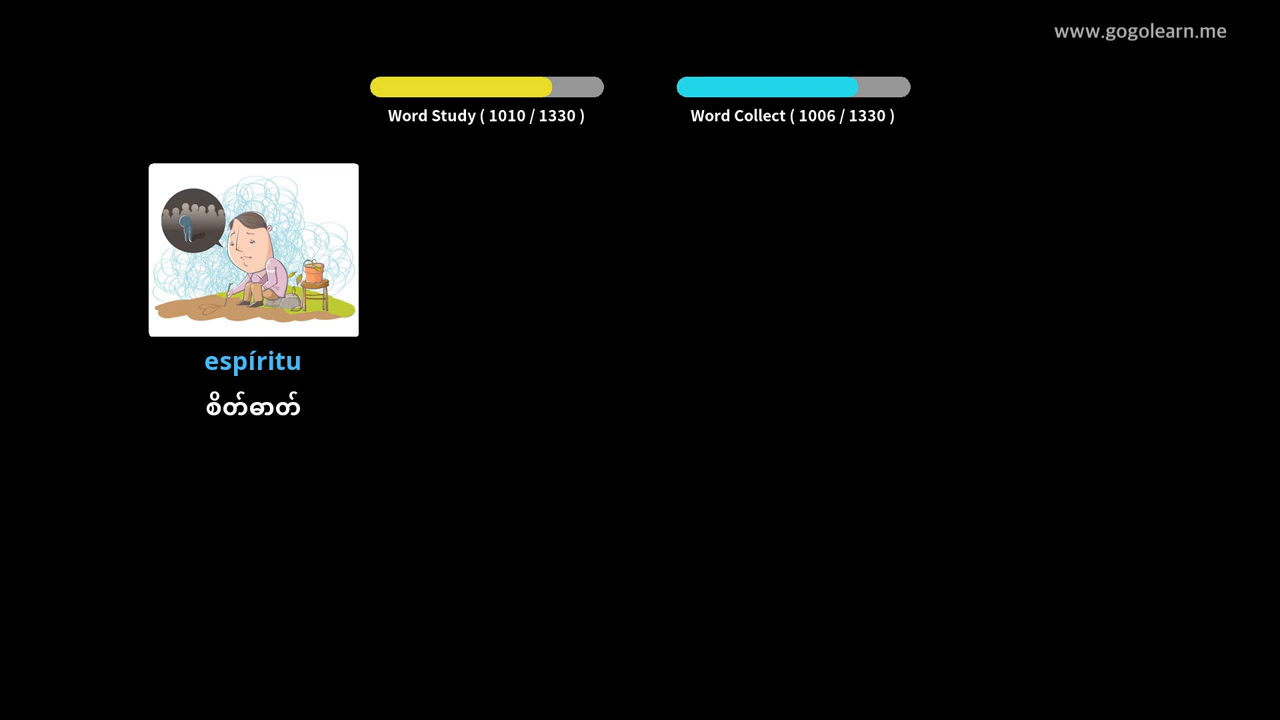 www.gogolearn.me
Word Study ( 1010 / 1330 )
Word Collect ( 1006 / 1330 )
espíritu
စိတ်ဓာတ်